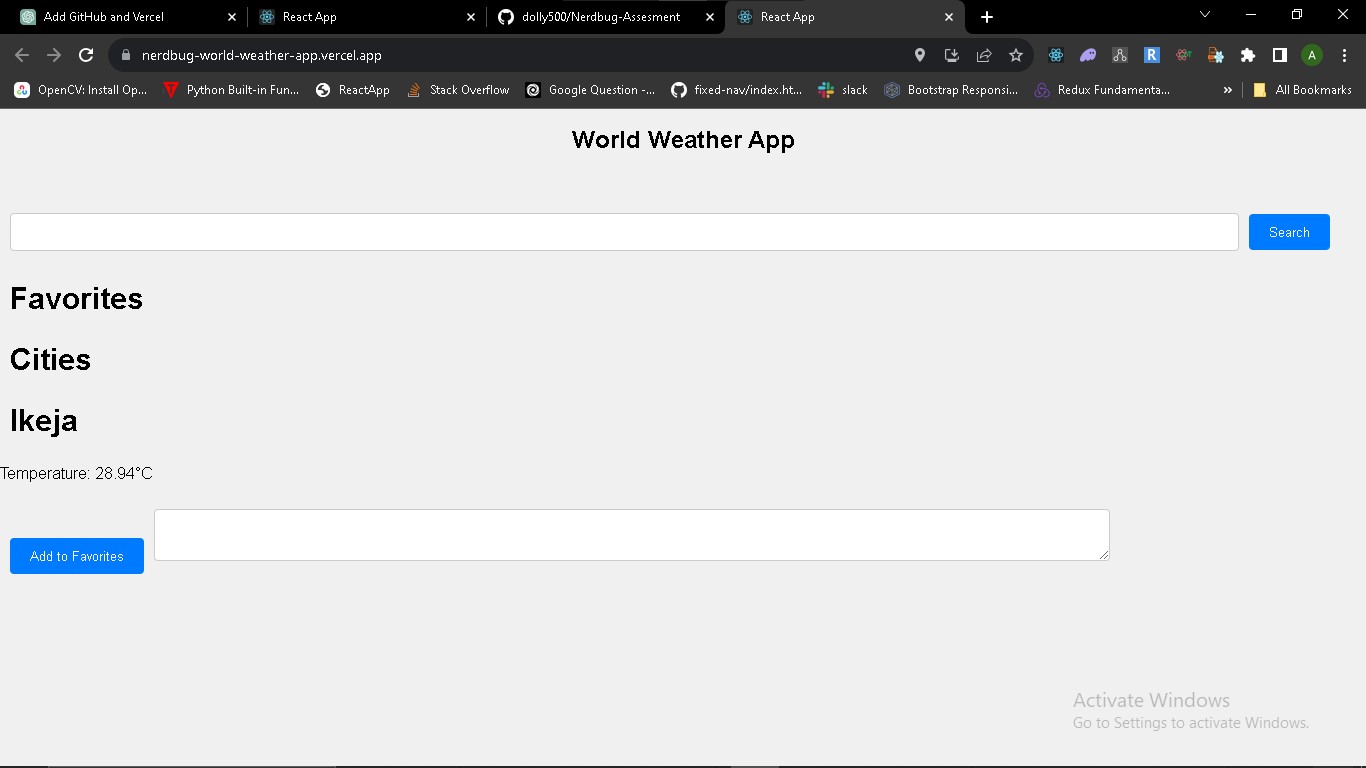 Add GitHub and Vercel
React App
dolly500/Nerdbug-Assesment
React App
nerdbug-world-weather-app.vercel.app
A
OpenCV: Install Op...
Python Built-in Fun...
ReactApp
Stack Overflow
Google Question -...
fixed-nav/index.ht...
slack
Bootstrap Responsi...
Redux Fundamenta...
»
All Bookmarks
World Weather App
Search
Favorites
Cities
Ikeja
Temperature: 28.94°C
Add to Favorites
Activate Windows
Go to Settings to activate Windows.